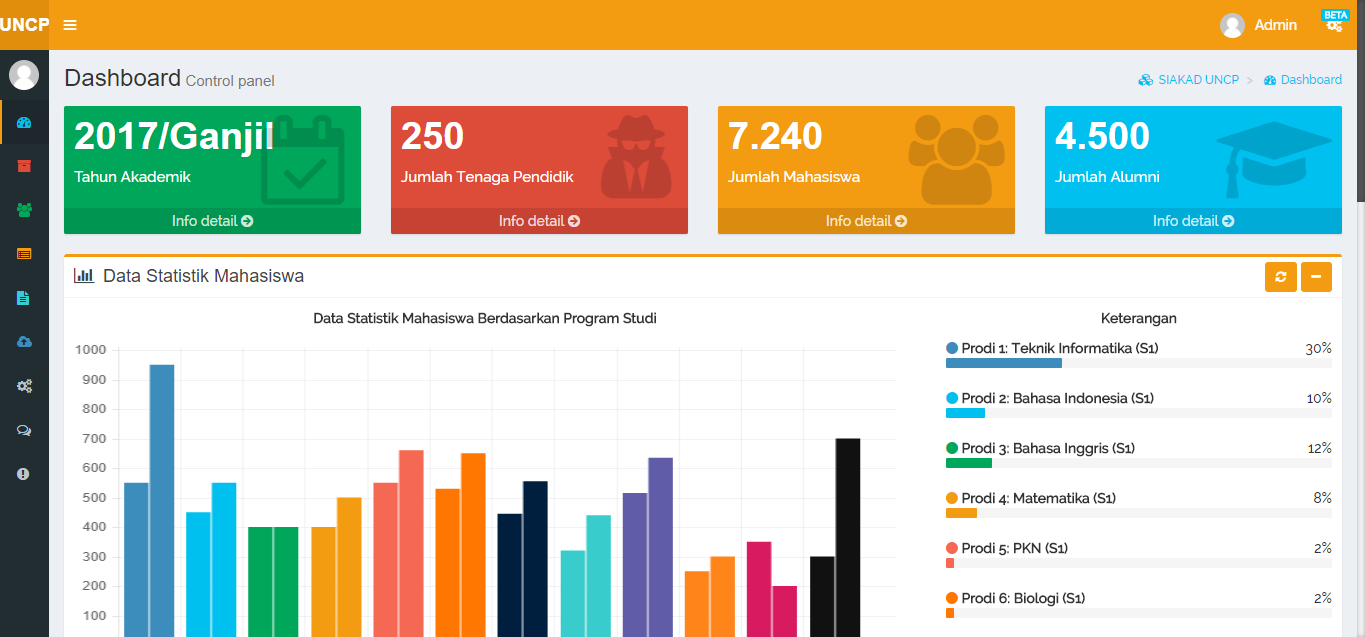 UNCP
Admin
BETA
Dashboard Control panel
SIAKAD UNCP > Dashboard
2017/Ganjil
Tahun Akademik
Info detail
250
Jumlah Tenaga Pendidik
Info detail
7.240
Jumlah Mahasiswa
Info detail
4.500
Jumlah Alumni
Info detail
Data Statistik Mahasiswa
Data Statistik Mahasiswa Berdasarkan Program Studi
1000
900
800
700
600
500
400
300
200
100
Keterangan
Prodi 1: Teknik Informatika (S1) 30%
Prodi 2: Bahasa Indonesia (S1) 10%
Prodi 3: Bahasa Inggris (S1) 12%
Prodi 4: Matematika (S1) 8%
Prodi 5: PKN (S1) 2%
Prodi 6: Biologi (S1) 2%